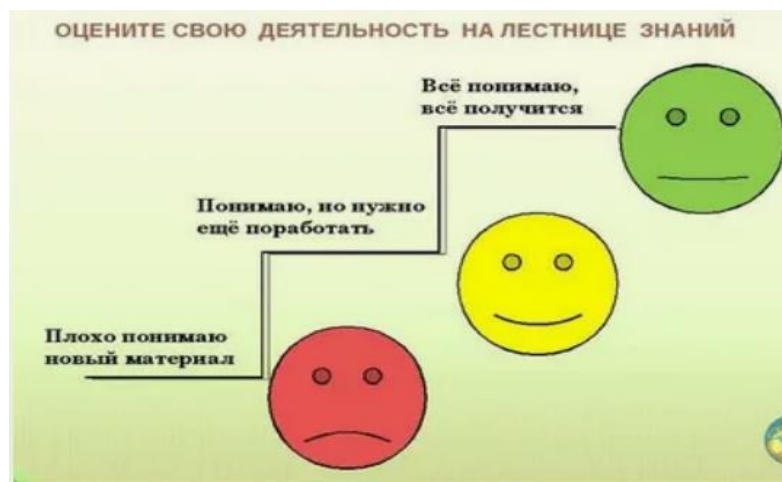 ОЦЕНИТЕ СВОЮ ДЕЯТЕЛЬНОСТЬ НА ЛЕСТНИЦЕ ЗНАНИЙ
Всё понимаю,
всё получится
Понимаю, но нужно
ещё поработать
Плохо понимаю
новый материал